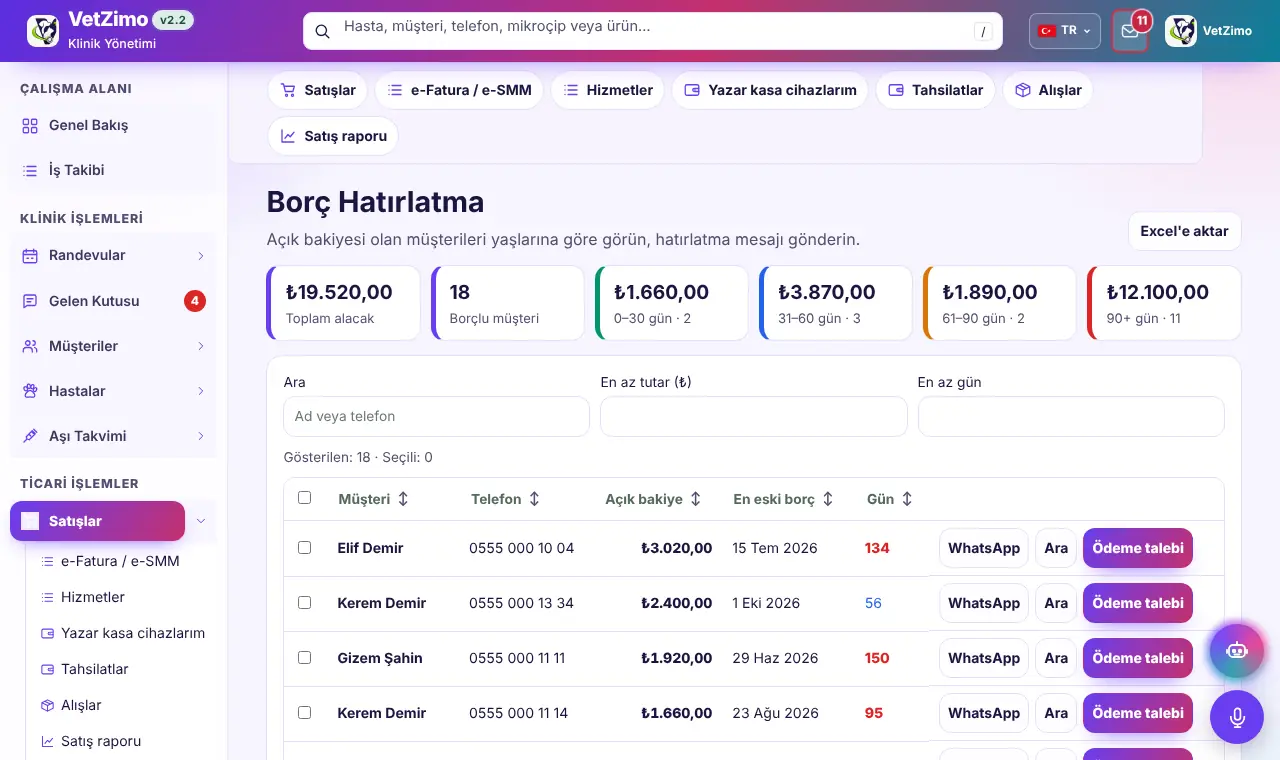 VetZimo v2.2
Klinik Yönetimi
Hasta, müşteri, telefon, mikroçip veya ürün...
/
TR
11
VetZimo
ÇALIŞMA ALANI
Genel Bakış
İş Takibi
KLİNİK İŞLEMLERİ
Randevular
Gelen Kutusu 4
Müşteriler
Hastalar
Aşı Takvimi
TİCARİ İŞLEMLER
Satışlar
e-Fatura / e-SMM
Hizmetler
Yazar kasa cihazlarım
Tahsilatlar
Alışlar
Satış raporu
Satışlar e-Fatura / e-SMM Hizmetler Yazar kasa cihazlarım Tahsilatlar Alışlar
Satış raporu
Borç Hatırlatma
Açık bakiyesi olan müşterileri yaşlarına göre görün, hatırlatma mesajı gönderin.
Excel'e aktar
₺19.520,00
Toplam alacak
18
Borçlu müşteri
₺1.660,00
0–30 gün · 2
₺3.870,00
31–60 gün · 3
₺1.890,00
61–90 gün · 2
₺12.100,00
90+ gün · 11
Ara
Ad veya telefon
En az tutar (₺)
En az gün
Gösterilen: 18 · Seçili: 0
Müşteri Telefon Açık bakiye En eski borç Gün
Elif Demir 0555 000 10 04 ₺3.020,00 15 Tem 2026 134 WhatsApp Ara Ödeme talebi
Kerem Demir 0555 000 13 34 ₺2.400,00 1 Eki 2026 56 WhatsApp Ara Ödeme talebi
Gizem Şahin 0555 000 11 11 ₺1.920,00 29 Haz 2026 150 WhatsApp Ara Ödeme talebi
Kerem Demir 0555 000 11 14 ₺1.660,00 23 Ağu 2026 95 WhatsApp Ara Ödeme talebi